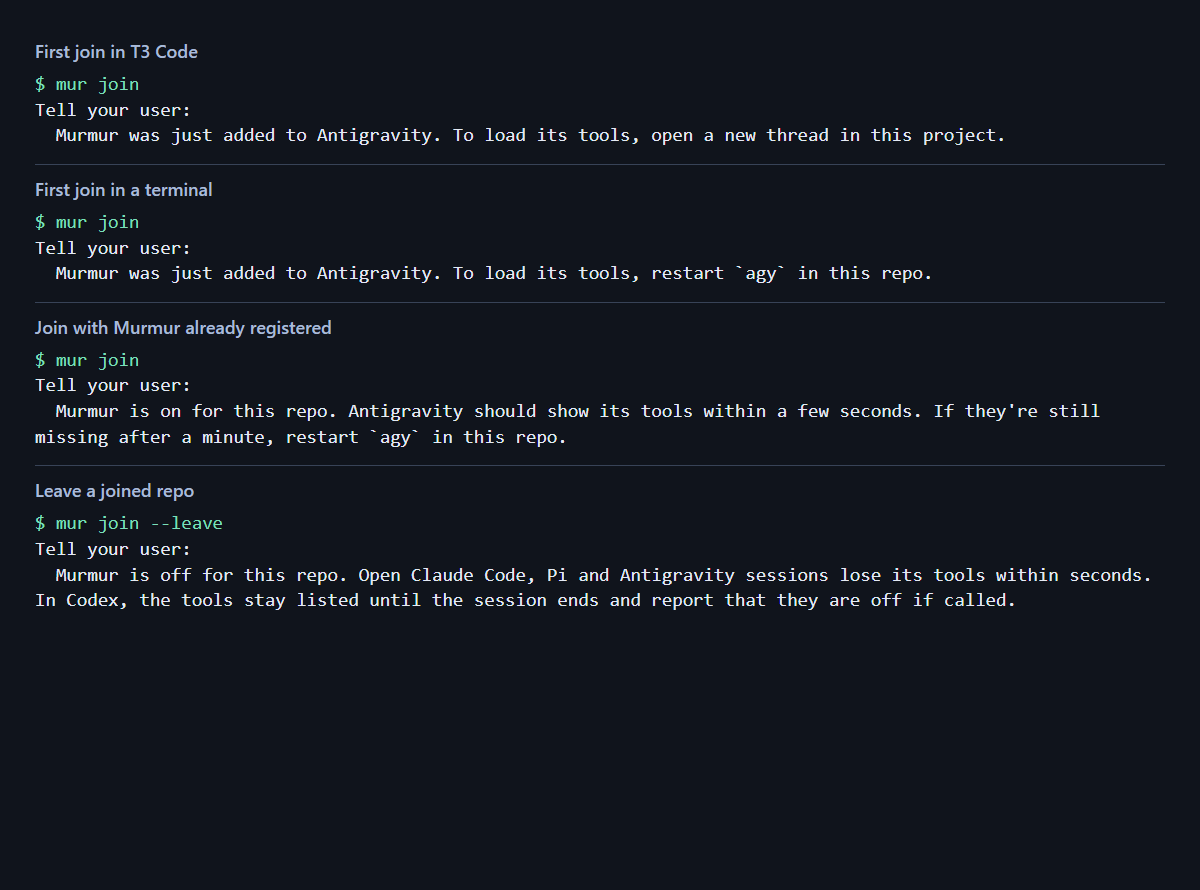 First join in T3 Code
$ mur join
Tell your user:
  Murmur was just added to Antigravity. To load its tools, open a new thread in this project.
First join in a terminal
$ mur join
Tell your user:
  Murmur was just added to Antigravity. To load its tools, restart `agy` in this repo.
Join with Murmur already registered
$ mur join
Tell your user:
  Murmur is on for this repo. Antigravity should show its tools within a few seconds. If they're still
missing after a minute, restart `agy` in this repo.
Leave a joined repo
$ mur join --leave
Tell your user:
  Murmur is off for this repo. Open Claude Code, Pi and Antigravity sessions lose its tools within seconds.
In Codex, the tools stay listed until the session ends and report that they are off if called.